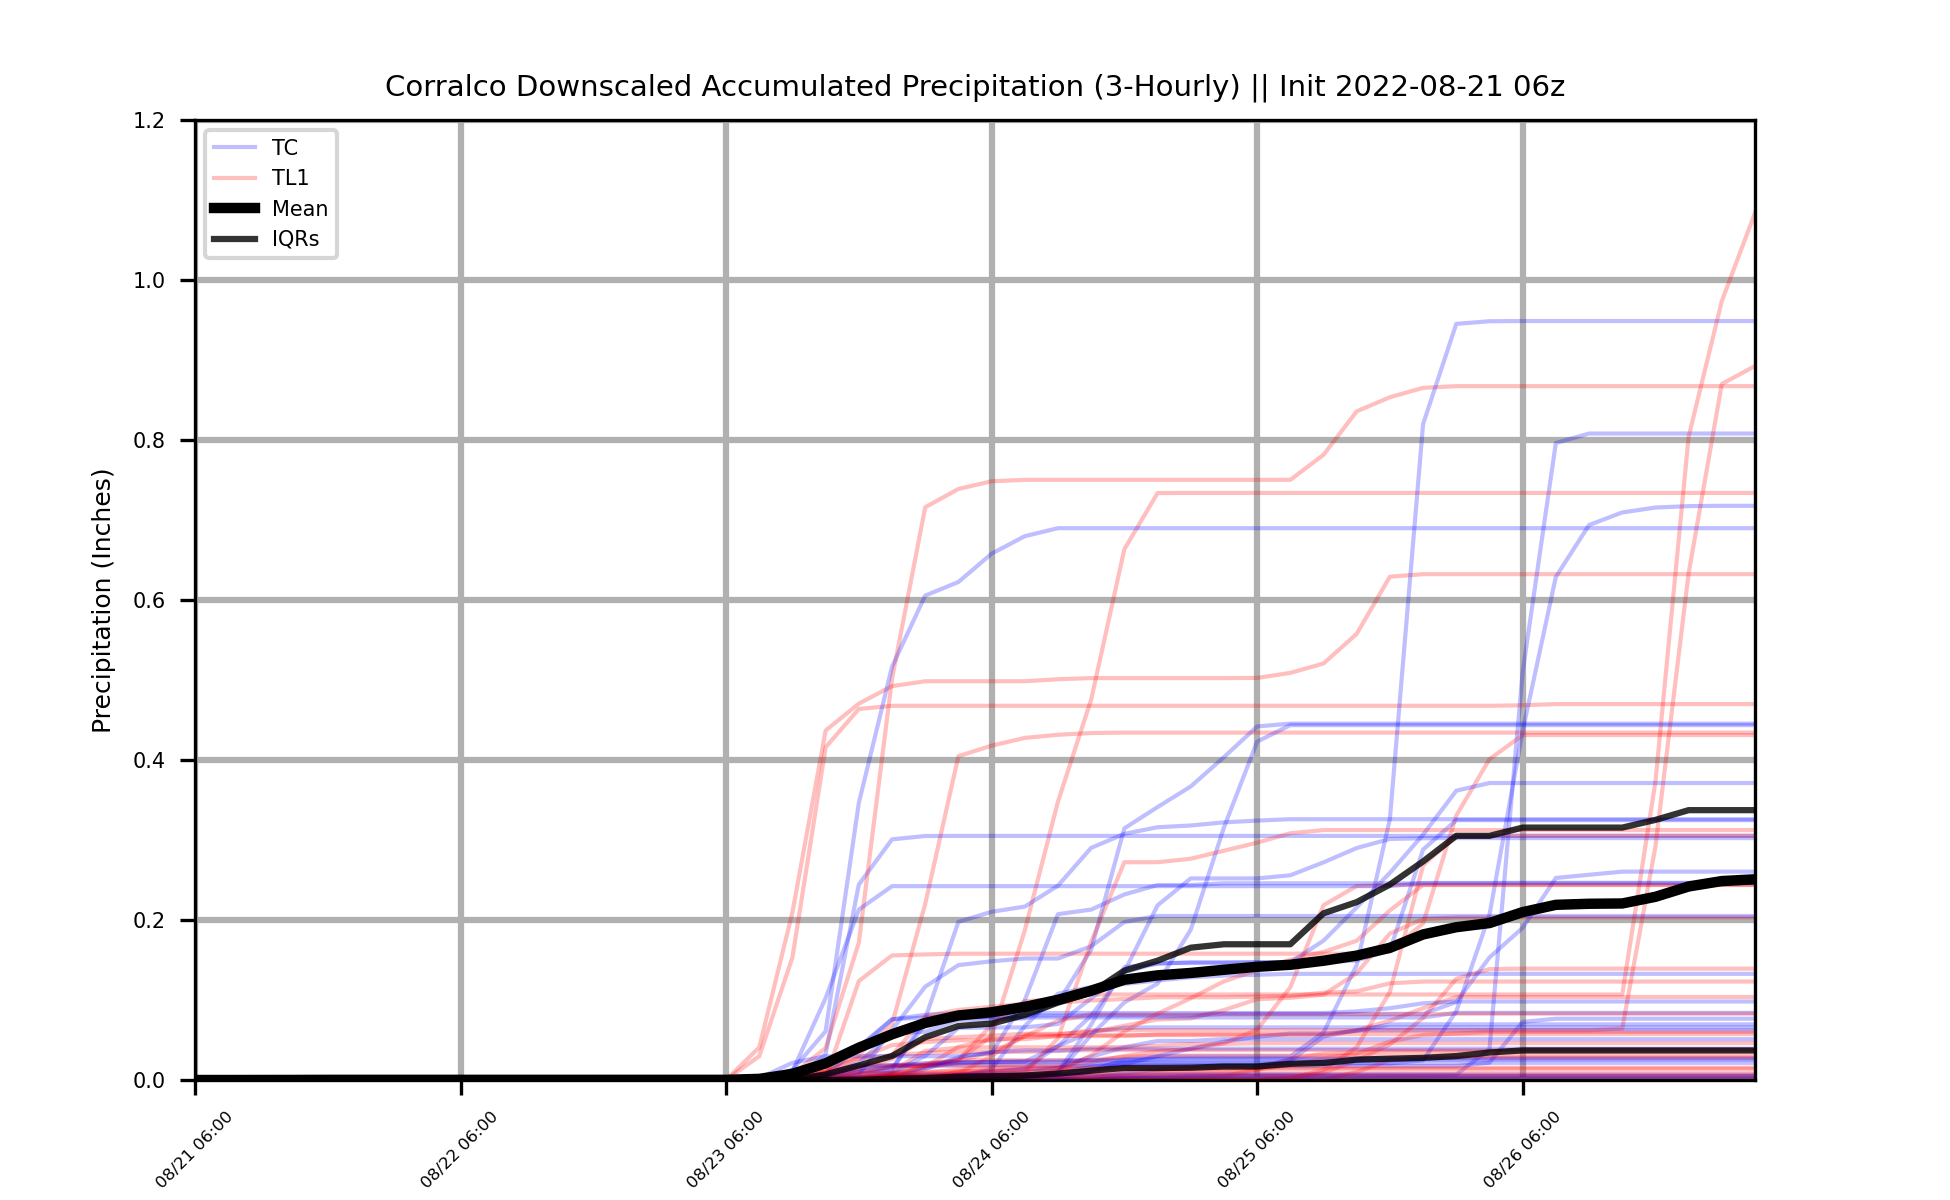 Corralco Downscaled Accumulated Precipitation (3-Hourly) || Init 2022-08-21 06z
TC
TL1
Mean
IQRs
Precipitation (Inches)
1.2
1.0
0.8
0.6
0.4
0.2
0.0
08/21 06:00
08/22 06:00
08/23 06:00
08/24 06:00
08/25 06:00
08/26 06:00